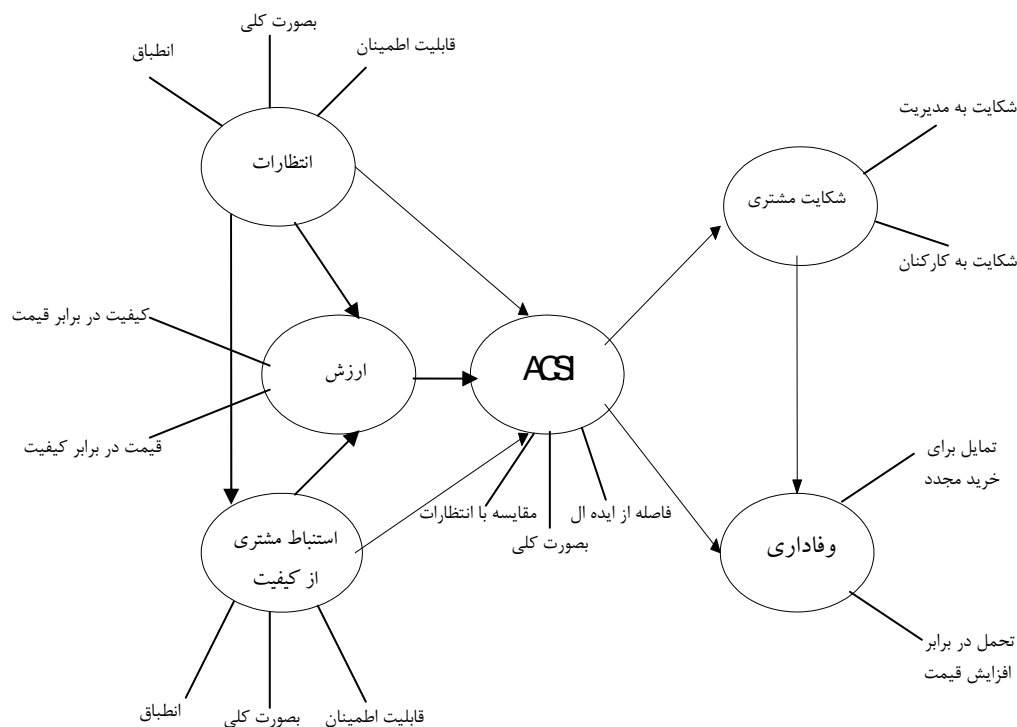 بصورت کلی
انطباق
قابلیت اطمینان
انتظارات
شکایت به مدیریت
شکایت مشتری
شکایت به کارکنان
کیفیت در برابر قیمت
ارزش
ACSI
قیمت در برابر کیفیت
تمایل برای
خرید مجدد
فاصله از ایده ال
مقایسه با انتظارات
بصورت کلی
استنباط مشتری
از کیفیت
وفاداری
تحمل در برابر
افزایش قیمت
قابلیت اطمینان
بصورت کلی
انطباق